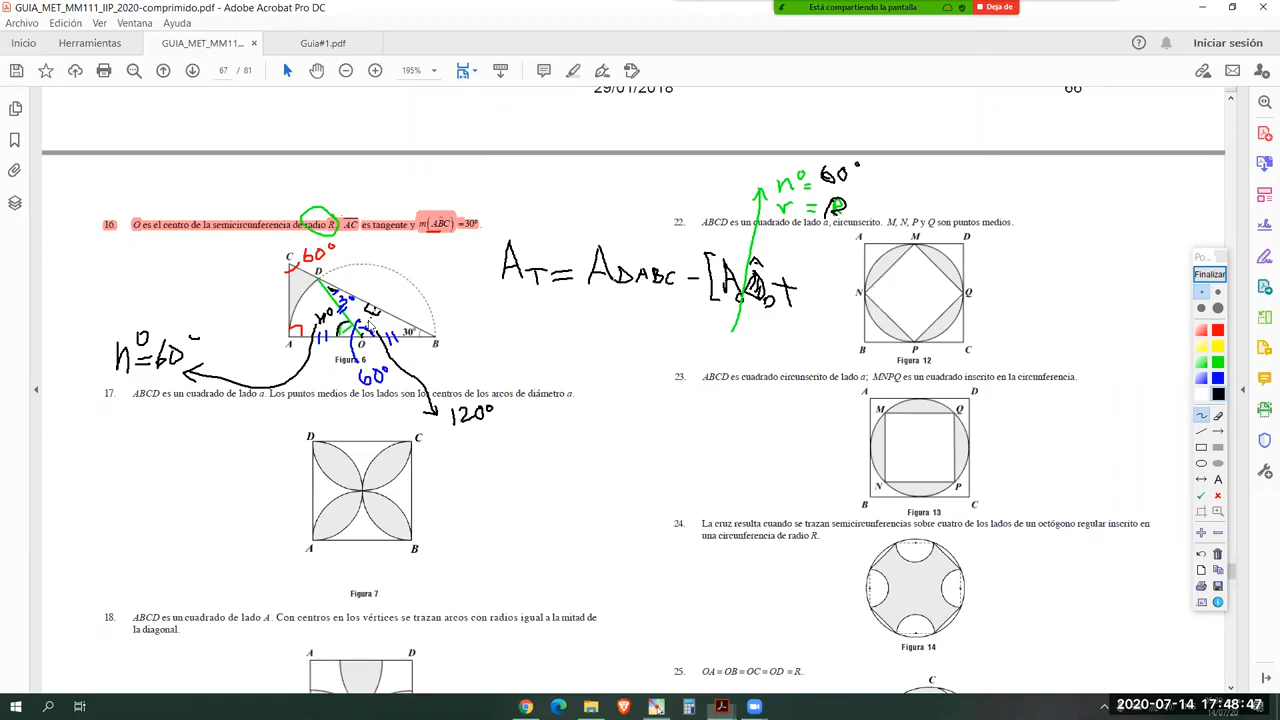 GUIA_MET_MM111_IIP_2020-comprimido.pdf - Adobe Acrobat Pro DC
Está compartiendo la pantalla
Deja de
Archivo Edición Ver Ventana Ayuda
Inicio Herramientas GUIA_MET_MM11... × Guia#1.pdf Iniciar sesión
67 / 81 195%
29/01/2018 66
16) O es el centro de la semicircunferencia de radio R. AC es tangente y m(ABC) = 30°.
C 60°
D
30°
A O B
Figura 6
n° = 60°
60°
120°
n° = 60°
r = R
17. ABCD es un cuadrado de lado a. Los puntos medios de los lados son los centros de los arcos de diámetro a.
D C
A B
Figura 7
18. ABCD es un cuadrado de lado A. Con centros en los vértices se trazan arcos con radios igual a la mitad de
la diagonal.
A D
22. ABCD es un cuadrado de lado a, circunscrito. M, N, P y Q son puntos medios.
A M D
N Q
B P C
Figura 12
23. ABCD es cuadrado circunscrito de lado a; MNPQ es un cuadrado inscrito en la circunferencia.
A D
M Q
N P
B C
Figura 13
24. La cruz resulta cuando se trazan semicircunferencias sobre cuatro de los lados de un octógono regular inscrito en
una circunferencia de radio R.
Figura 14
25. OA = OB = OC = OD = R..
C
Po...
Finalizar
2020-07-14 17:48:47